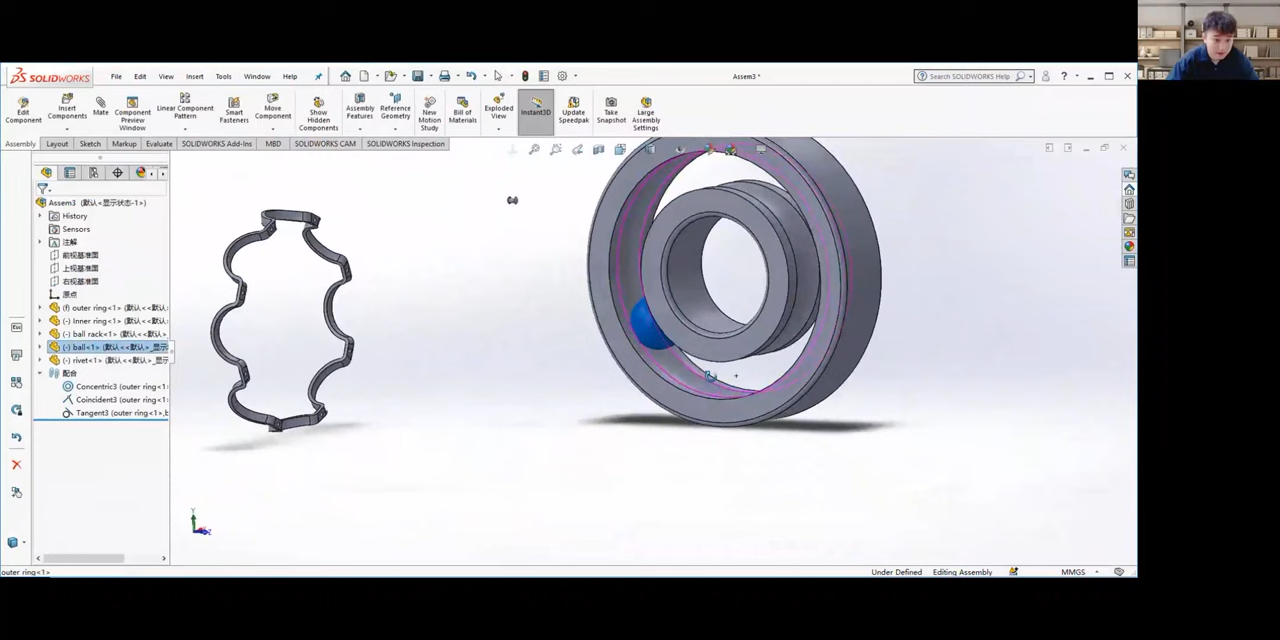 SOLIDWORKS File Edit View Insert Tools Window Help Assem3 * Search SOLIDWORKS Help
Edit Component
Insert Components
Mate
Component Preview Window
Linear Component Pattern
Smart Fasteners
Move Component
Show Hidden Components
Assembly Features
Reference Geometry
New Motion Study
Bill of Materials
Exploded View
Instant3D
Update Speedpak
Take Snapshot
Large Assembly Settings
Assembly Layout Sketch Markup Evaluate SOLIDWORKS Add-Ins MBD SOLIDWORKS CAM SOLIDWORKS Inspection
Assem3 (默认<显示状态-1>)
History
Sensors
注解
前视基准面
上视基准面
右视基准面
原点
(f) outer ring<1> (默认<<默认>
(-) Inner ring<1> (默认<<默认>
(-) ball rack<1> (默认<<默认>
(-) ball<1> (默认<<默认>_显示
(-) rivet<1> (默认<<默认>_显示
配合
Concentric3 (outer ring<1>
Coincident3 (outer ring<1>
Tangent3 (outer ring<1>,b
Y
outer ring<1> Under Defined Editing Assembly MMGS